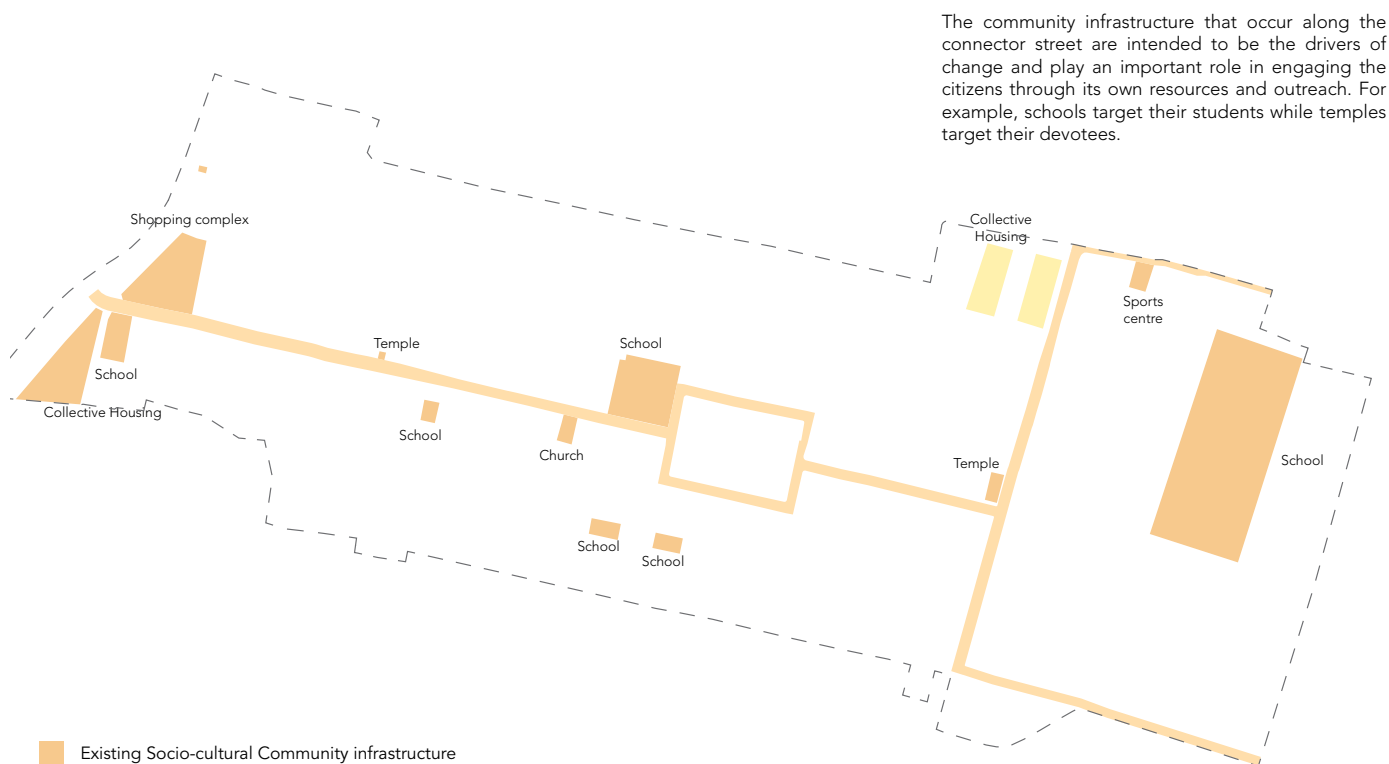 The community infrastructure that occur along the
connector street are intended to be the drivers of
change and play an important role in engaging the
citizens through its own resources and outreach. For
example, schools target their students while temples
target their devotees.
Shopping complex
Collective
Housing
Sports
centre
Temple
School
School
Collective Housing
School
Church
Temple
School
School
School
Existing Socio-cultural Community infrastructure